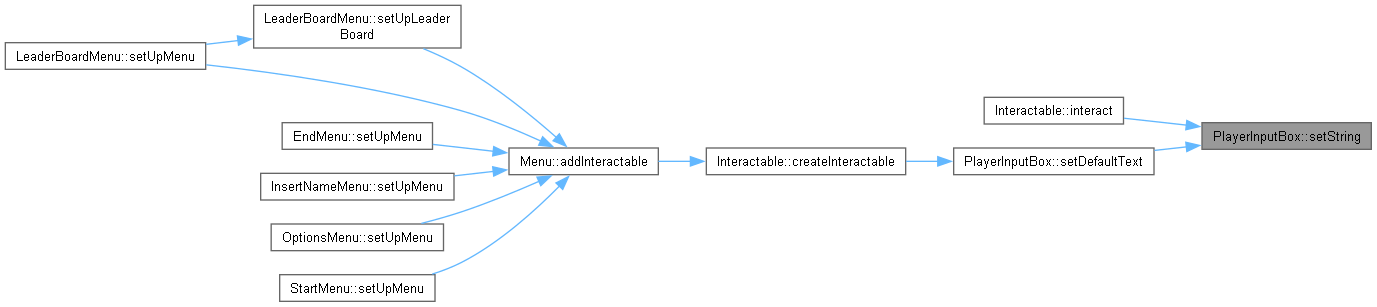 LeaderBoardMenu::setUpLeader
Board
LeaderBoardMenu::setUpMenu
EndMenu::setUpMenu
InsertNameMenu::setUpMenu
OptionsMenu::setUpMenu
StartMenu::setUpMenu
Menu::addInteractable
Interactable::createInteractable
Interactable::interact
PlayerInputBox::setDefaultText
PlayerInputBox::setString